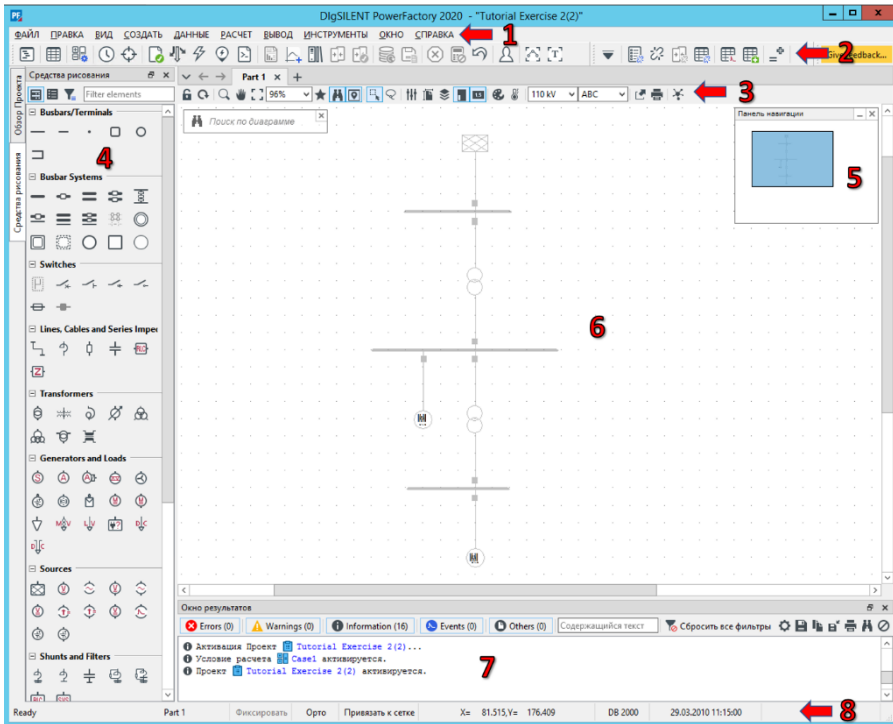 DIgSILENT PowerFactory 2020 - "Tutorial Exercise 2(2)"
ФАЙЛ ПРАВКА ВИД СОЗДАТЬ ДАННЫЕ РАСЧЕТ ВЫВОД ИНСТРУМЕНТЫ ОКНО СПРАВКА
1
2
Средства рисования
Part 1
Filter elements
96%
110 kV
ABC
3
Обзор Проекта
Средства рисования
Busbars/Terminals
4
Поиск по диаграмме
Панель навигации
5
Busbar Systems
Switches
6
Lines, Cables and Series Imper
Transformers
Generators and Loads
Sources
Shunts and Filters
Окно результатов
Errors (0) Warnings (0) Information (16) Events (0) Others (0) Содержащийся текст Сбросить все фильтры
Активация Проект Tutorial Exercise 2(2)...
Условие расчета Case1 активируется.
Проект Tutorial Exercise 2(2) активируется.
7
Ready Part 1 Фиксировать Орто Привязать к сетке X= 81.515,Y= 176.409 DB 2000 29.03.2010 11:15:00
8